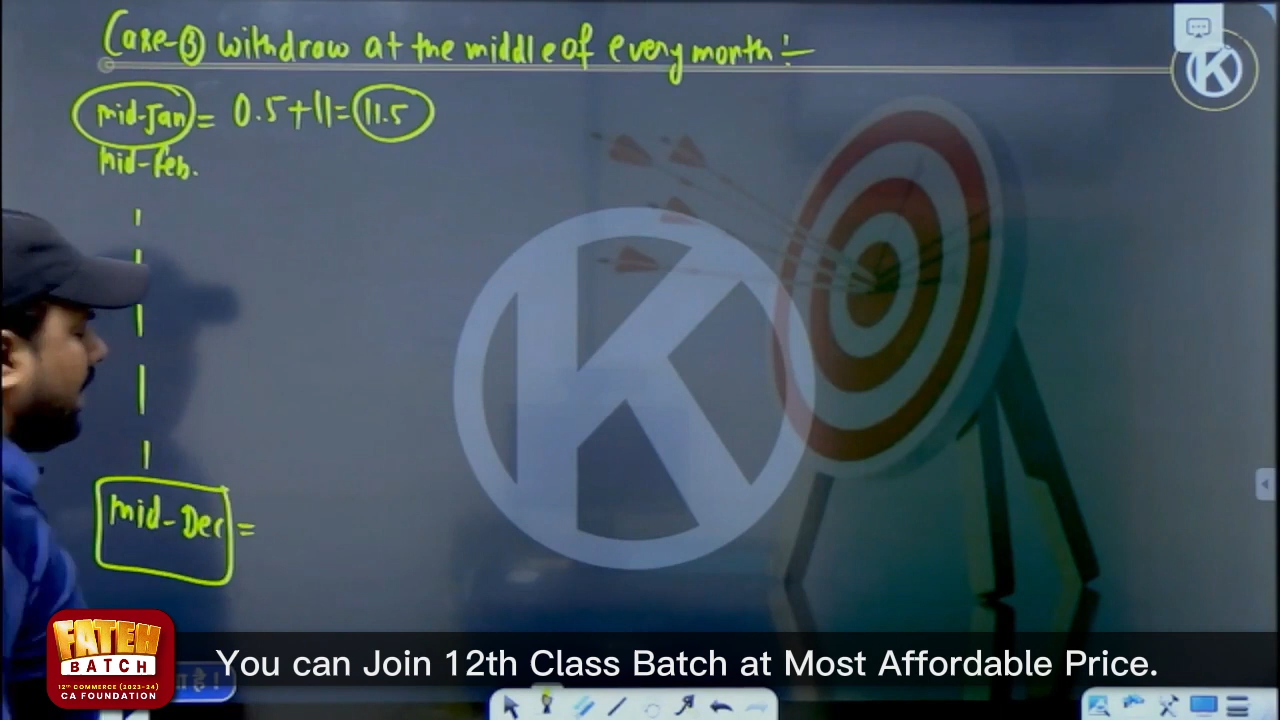 Case-③ withdraw at the middle of every month:-
K
mid-Jan = 0.5+11= 11.5
mid-feb.
K
mid-Dec =
FATEH
BATCH
12TH COMMERCE (2023-24)
CA FOUNDATION
You can Join 12th Class Batch at Most Affordable Price.